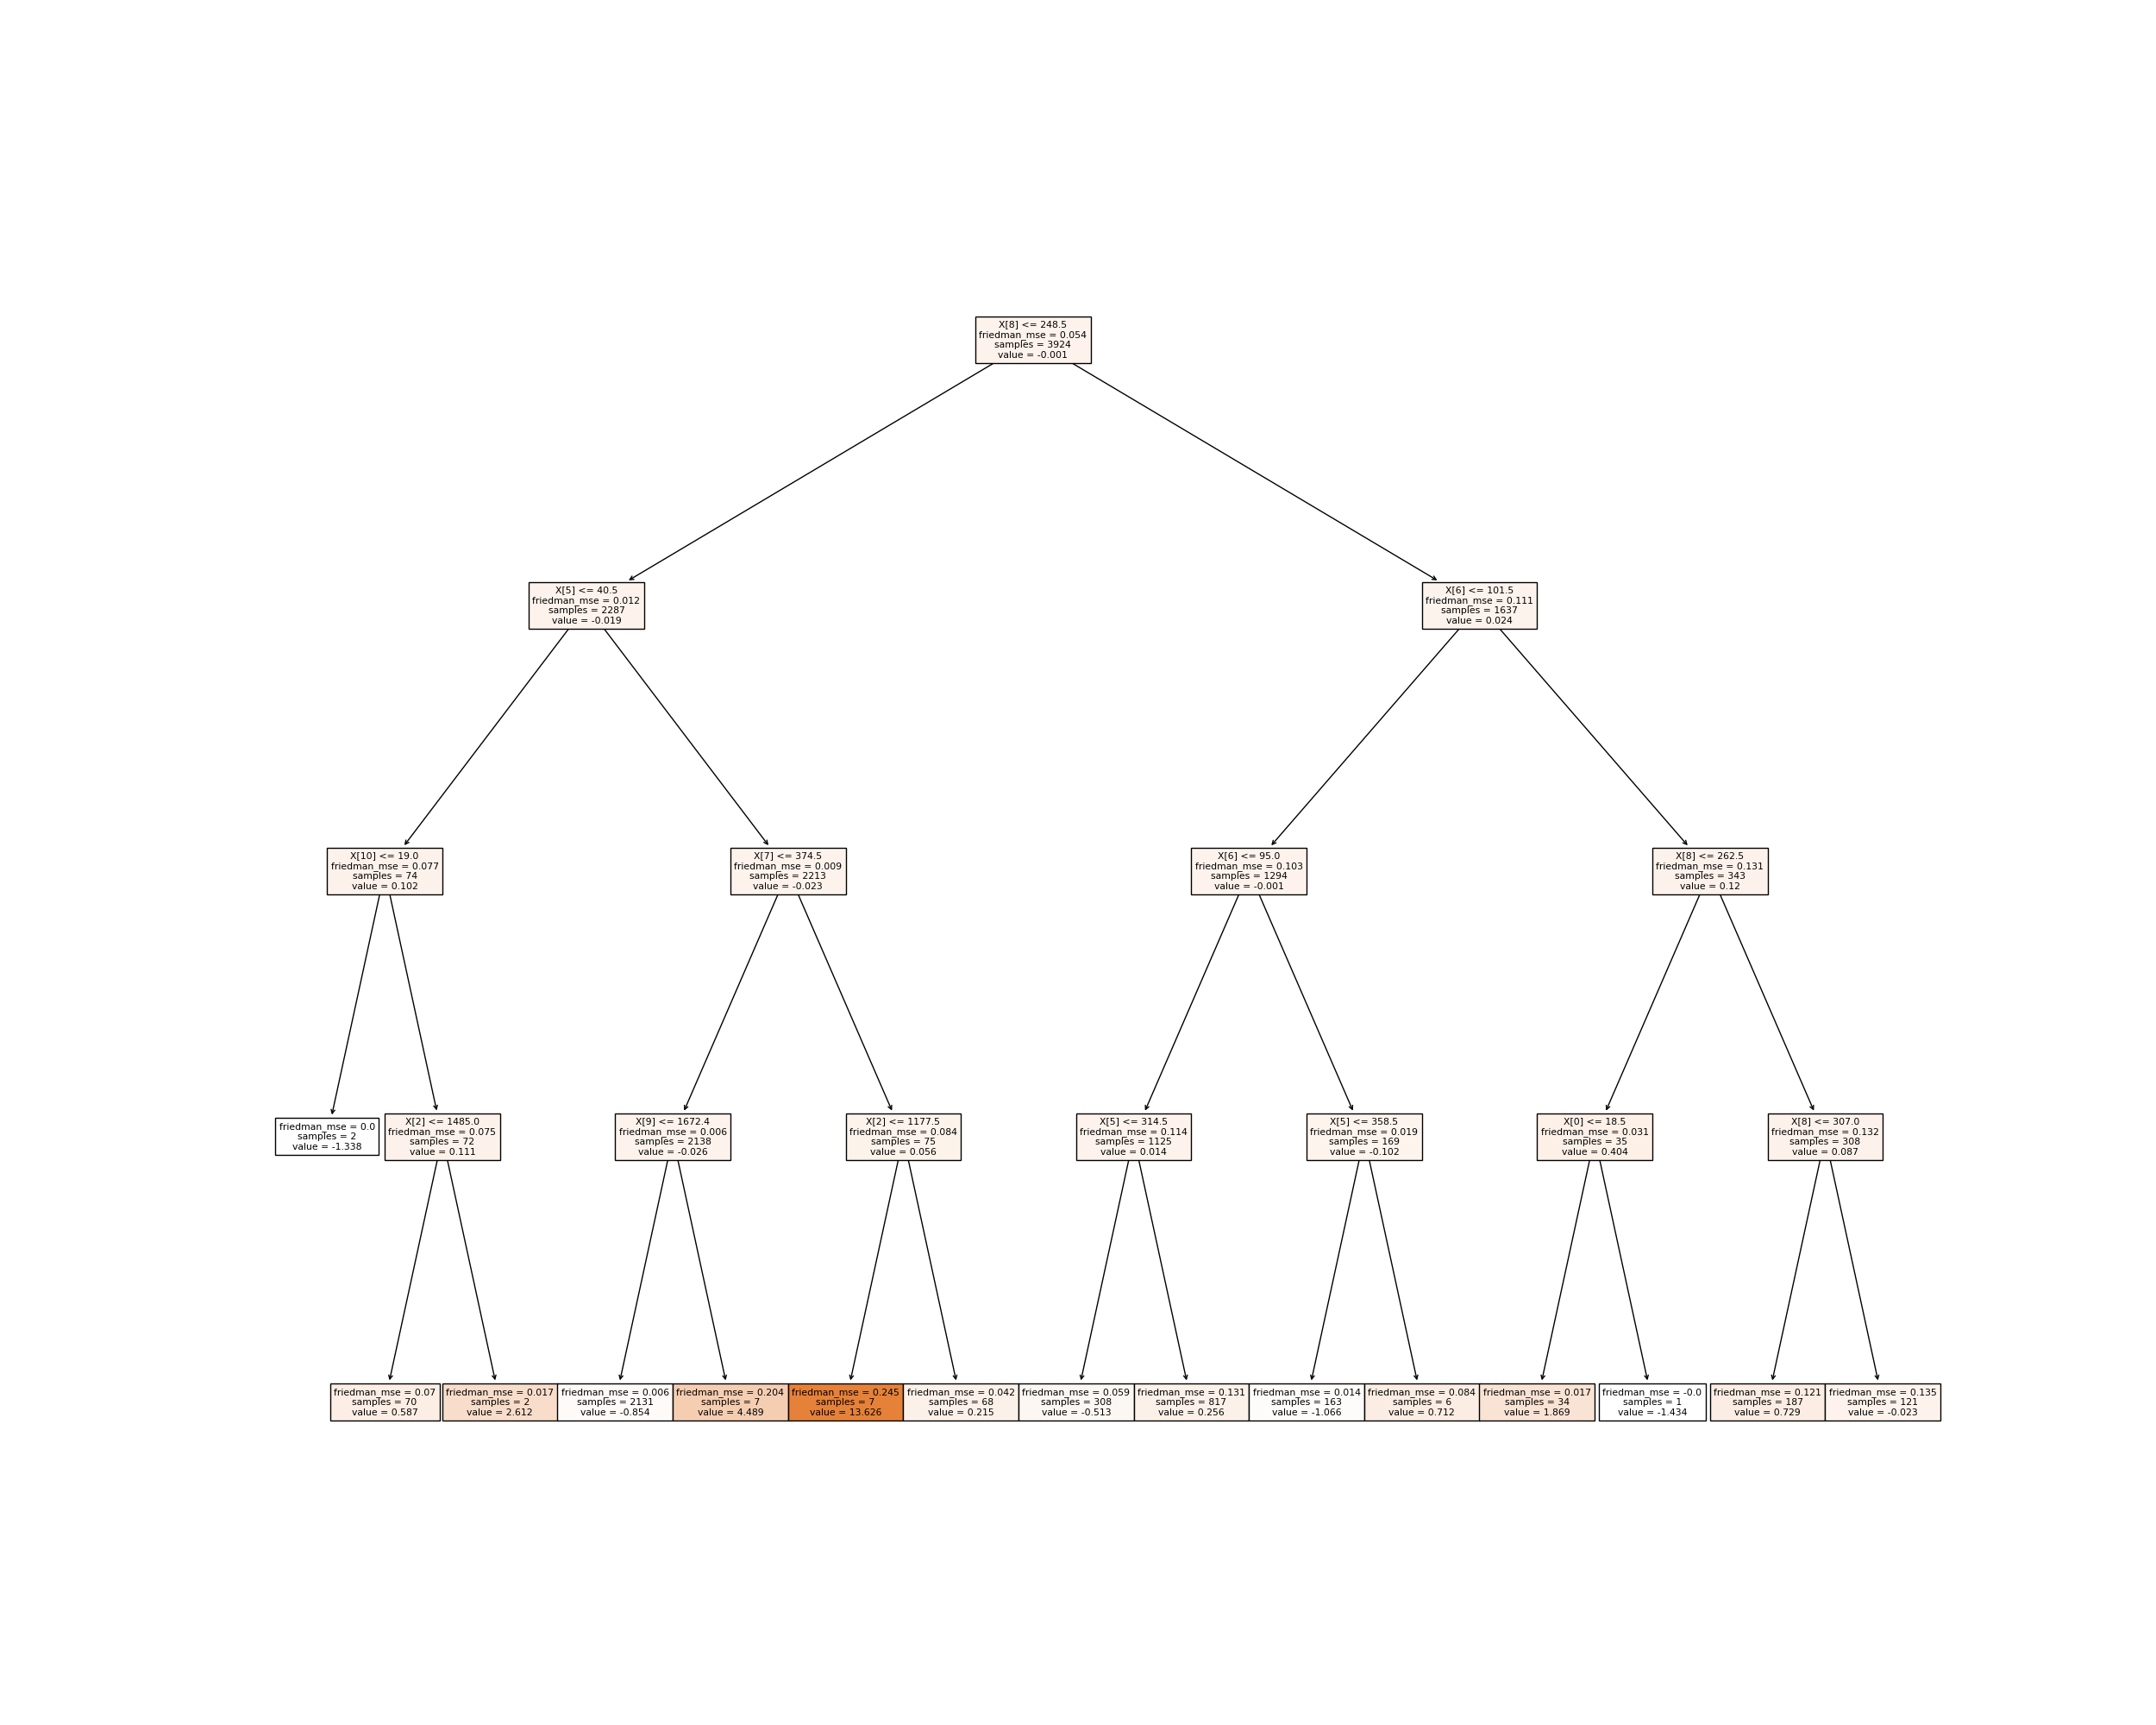 X[8] <= 248.5
friedman_mse = 0.054
samples = 3924
value = -0.001
X[5] <= 40.5
friedman_mse = 0.012
samples = 2287
value = -0.019
X[6] <= 101.5
friedman_mse = 0.111
samples = 1637
value = 0.024
X[10] <= 19.0
friedman_mse = 0.077
samples = 74
value = 0.102
X[7] <= 374.5
friedman_mse = 0.009
samples = 2213
value = -0.023
X[6] <= 95.0
friedman_mse = 0.103
samples = 1294
value = -0.001
X[8] <= 262.5
friedman_mse = 0.131
samples = 343
value = 0.12
friedman_mse = 0.0
samples = 2
value = -1.338
X[2] <= 1485.0
friedman_mse = 0.075
samples = 72
value = 0.111
X[9] <= 1672.4
friedman_mse = 0.006
samples = 2138
value = -0.026
X[2] <= 1177.5
friedman_mse = 0.084
samples = 75
value = 0.056
X[5] <= 314.5
friedman_mse = 0.114
samples = 1125
value = 0.014
X[5] <= 358.5
friedman_mse = 0.019
samples = 169
value = -0.102
X[0] <= 18.5
friedman_mse = 0.031
samples = 35
value = 0.404
X[8] <= 307.0
friedman_mse = 0.132
samples = 308
value = 0.087
friedman_mse = 0.07
samples = 70
value = 0.587
friedman_mse = 0.017
samples = 2
value = 2.612
friedman_mse = 0.006
samples = 2131
value = -0.854
friedman_mse = 0.204
samples = 7
value = 4.489
friedman_mse = 0.245
samples = 7
value = 13.626
friedman_mse = 0.042
samples = 68
value = 0.215
friedman_mse = 0.059
samples = 308
value = -0.513
friedman_mse = 0.131
samples = 817
value = 0.256
friedman_mse = 0.014
samples = 163
value = -1.066
friedman_mse = 0.084
samples = 6
value = 0.712
friedman_mse = 0.017
samples = 34
value = 1.869
friedman_mse = -0.0
samples = 1
value = -1.434
friedman_mse = 0.121
samples = 187
value = 0.729
friedman_mse = 0.135
samples = 121
value = -0.023